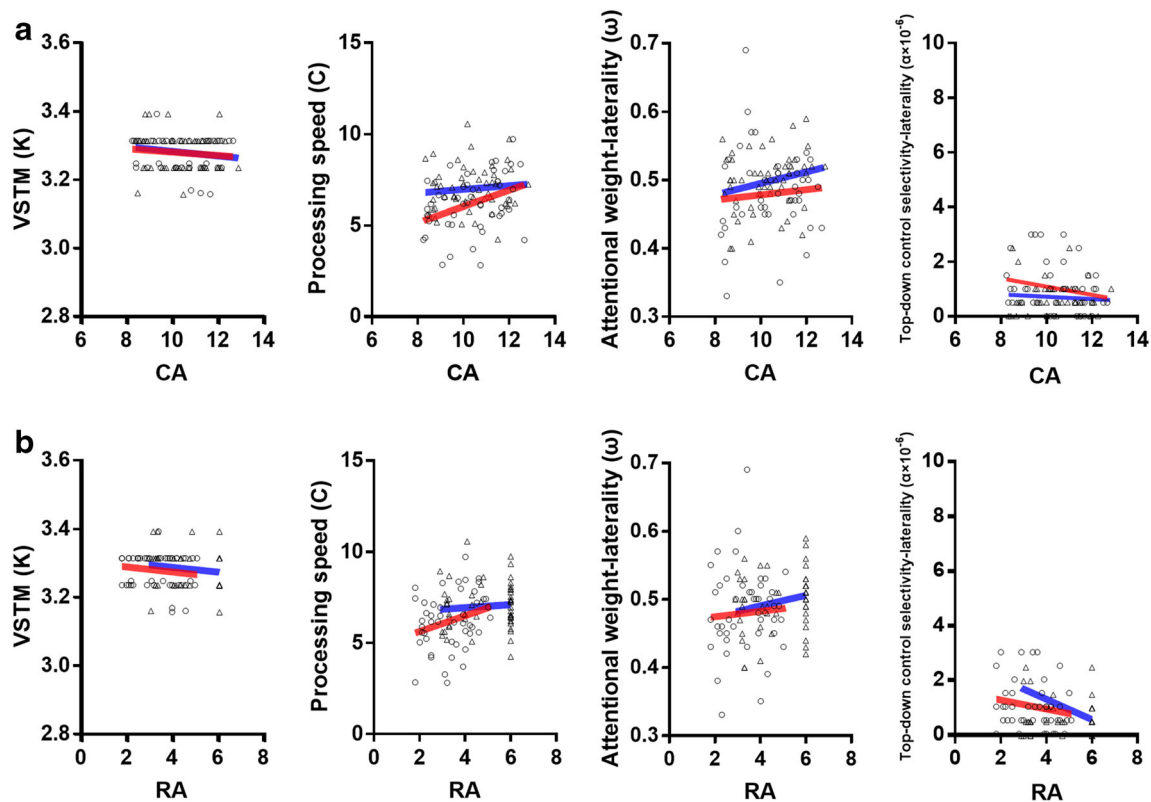 a
VSTM (K)
3.6
3.4
3.2
3.0
2.8
6 8 10 12 14
CA
Processing speed (C)
15
10
5
0
6 8 10 12 14
CA
Attentional weight-laterality (ω)
0.7
0.6
0.5
0.4
0.3
6 8 10 12 14
CA
Top-down control selectivity-laterality (α×10⁻⁶)
10
8
6
4
2
0
6 8 10 12 14
CA
b
VSTM (K)
3.6
3.4
3.2
3.0
2.8
0 2 4 6 8
RA
Processing speed (C)
15
10
5
0
0 2 4 6 8
RA
Attentional weight-laterality (ω)
0.7
0.6
0.5
0.4
0.3
0 2 4 6 8
RA
Top-down control selectivity-laterality (α×10⁻⁶)
10
8
6
4
2
0
0 2 4 6 8
RA